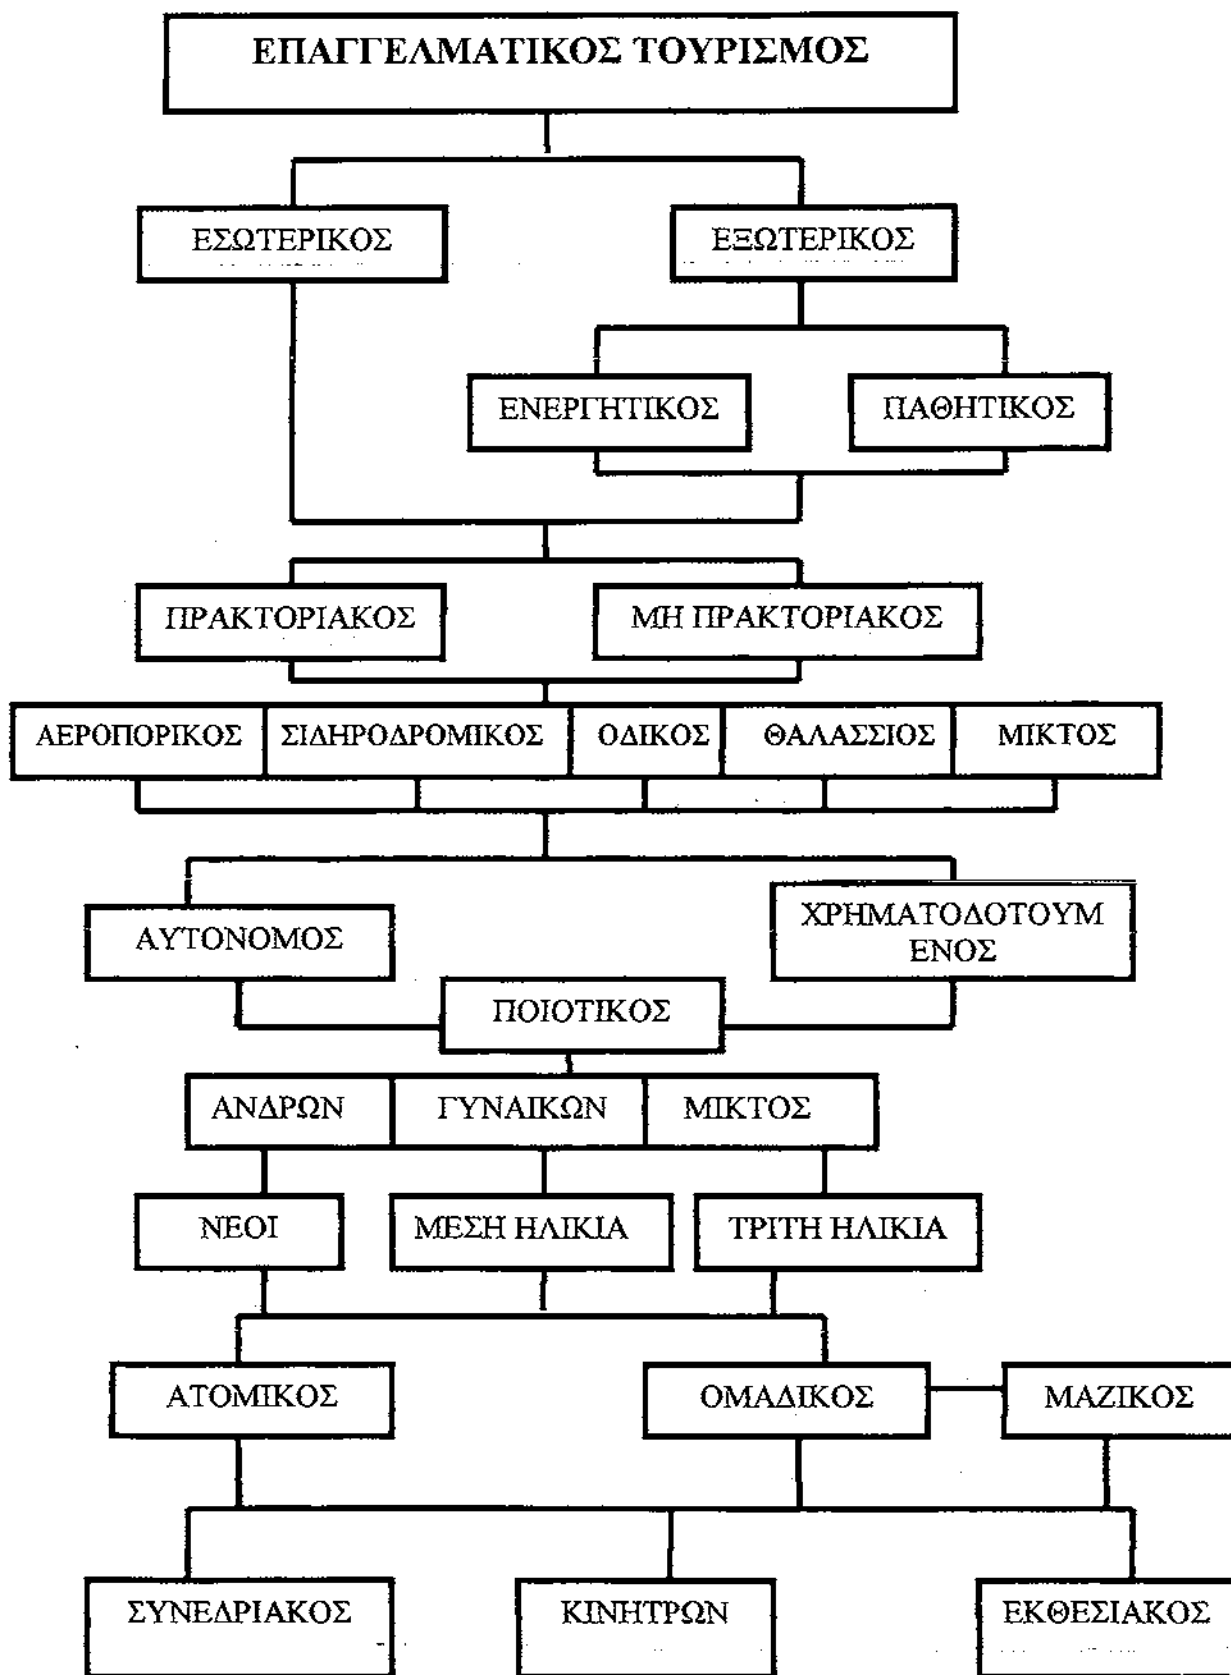 ΕΠΑΓΓΕΛΜΑΤΙΚΟΣ ΤΟΥΡΙΣΜΟΣ
ΕΣΩΤΕΡΙΚΟΣ
ΕΞΩΤΕΡΙΚΟΣ
ΕΝΕΡΓΗΤΙΚΟΣ
ΠΑΘΗΤΙΚΟΣ
ΠΡΑΚΤΟΡΙΑΚΟΣ
ΜΗ ΠΡΑΚΤΟΡΙΑΚΟΣ
ΑΕΡΟΠΟΡΙΚΟΣ
ΣΙΔΗΡΟΔΡΟΜΙΚΟΣ
ΟΔΙΚΟΣ
ΘΑΛΑΣΣΙΟΣ
ΜΙΚΤΟΣ
ΑΥΤΟΝΟΜΟΣ
ΧΡΗΜΑΤΟΔΟΤΟΥΜ
ΕΝΟΣ
ΠΟΙΟΤΙΚΟΣ
ΑΝΔΡΩΝ
ΓΥΝΑΙΚΩΝ
ΜΙΚΤΟΣ
ΝΕΟΙ
ΜΕΣΗ ΗΛΙΚΙΑ
ΤΡΙΤΗ ΗΛΙΚΙΑ
ΑΤΟΜΙΚΟΣ
ΟΜΑΔΙΚΟΣ
ΜΑΖΙΚΟΣ
ΣΥΝΕΔΡΙΑΚΟΣ
ΚΙΝΗΤΡΩΝ
ΕΚΘΕΣΙΑΚΟΣ